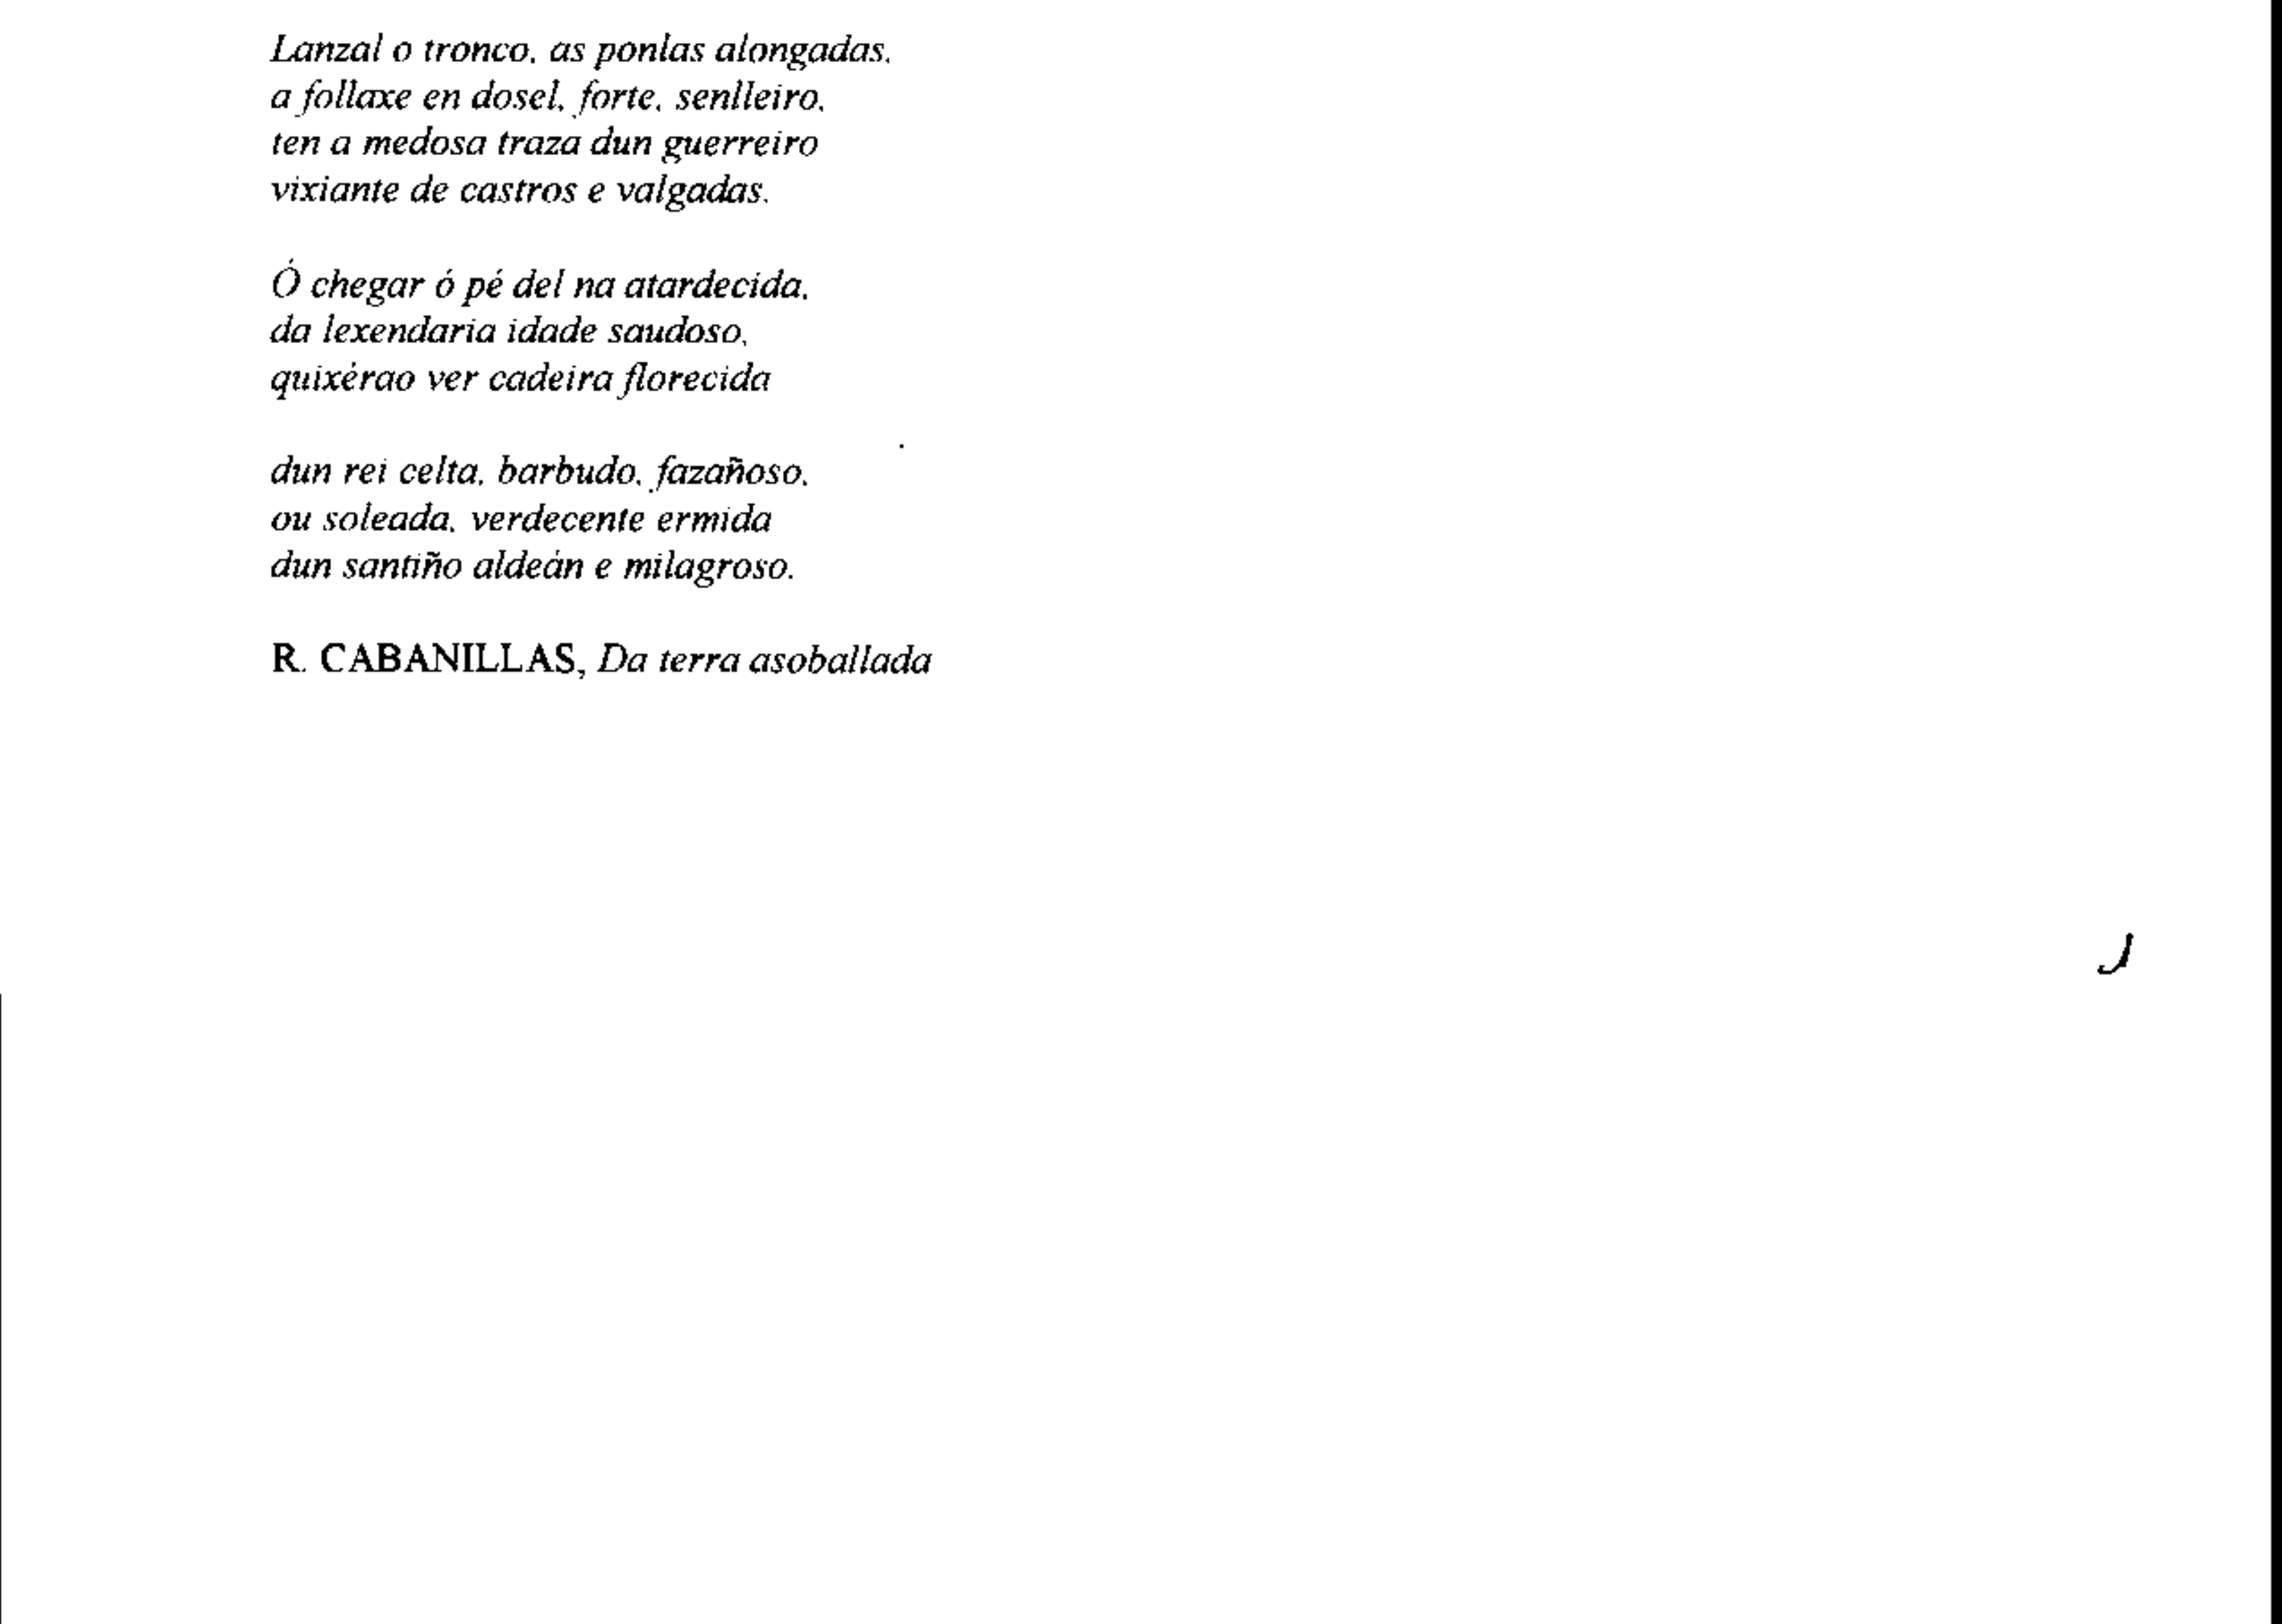 Lanzal o tronco, as ponlas alongadas,
a follaxe en dosel, forte, senlleiro,
ten a medosa traza dun guerreiro
vixiante de castros e valgadas.
Ó chegar ó pé del na atardecida,
da lexendaria idade saudoso,
quixérao ver cadeira florecida
dun rei celta, barbudo, fazañoso,
ou soleada, verdecente ermida
dun santiño aldeán e milagroso.
R. CABANILLAS, Da terra asoballada